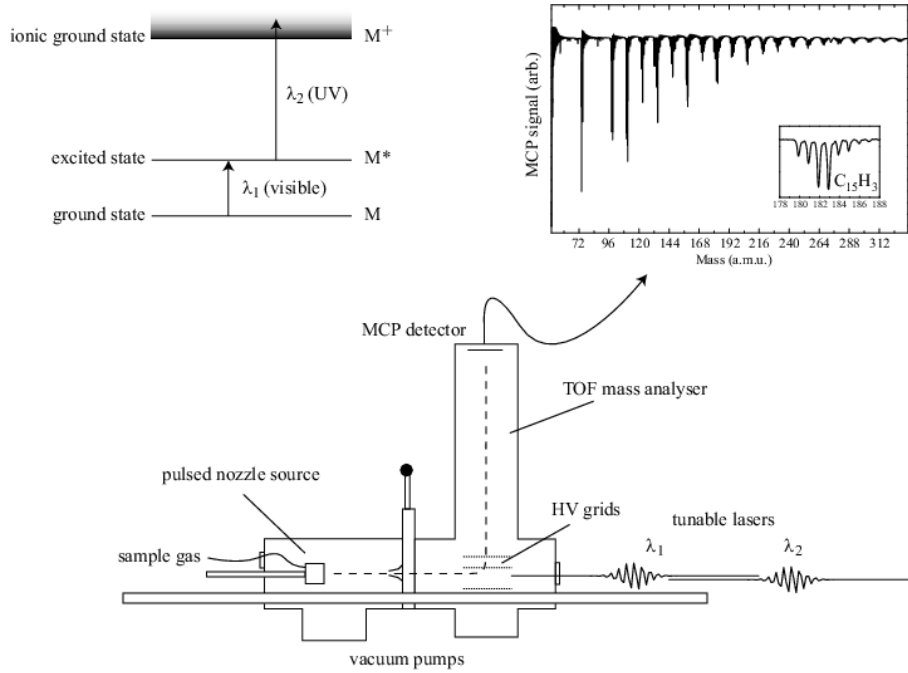 ionic ground state
M⁺
λ₂ (UV)
excited state
M*
λ₁ (visible)
ground state
M
MCP signal (arb.)
C₁₅H₃
178 180 182 184 186 188
72 96 120 144 168 192 216 240 264 288 312
Mass (a.m.u.)
MCP detector
TOF mass analyser
pulsed nozzle source
HV grids
tunable lasers
sample gas
λ₁
λ₂
vacuum pumps